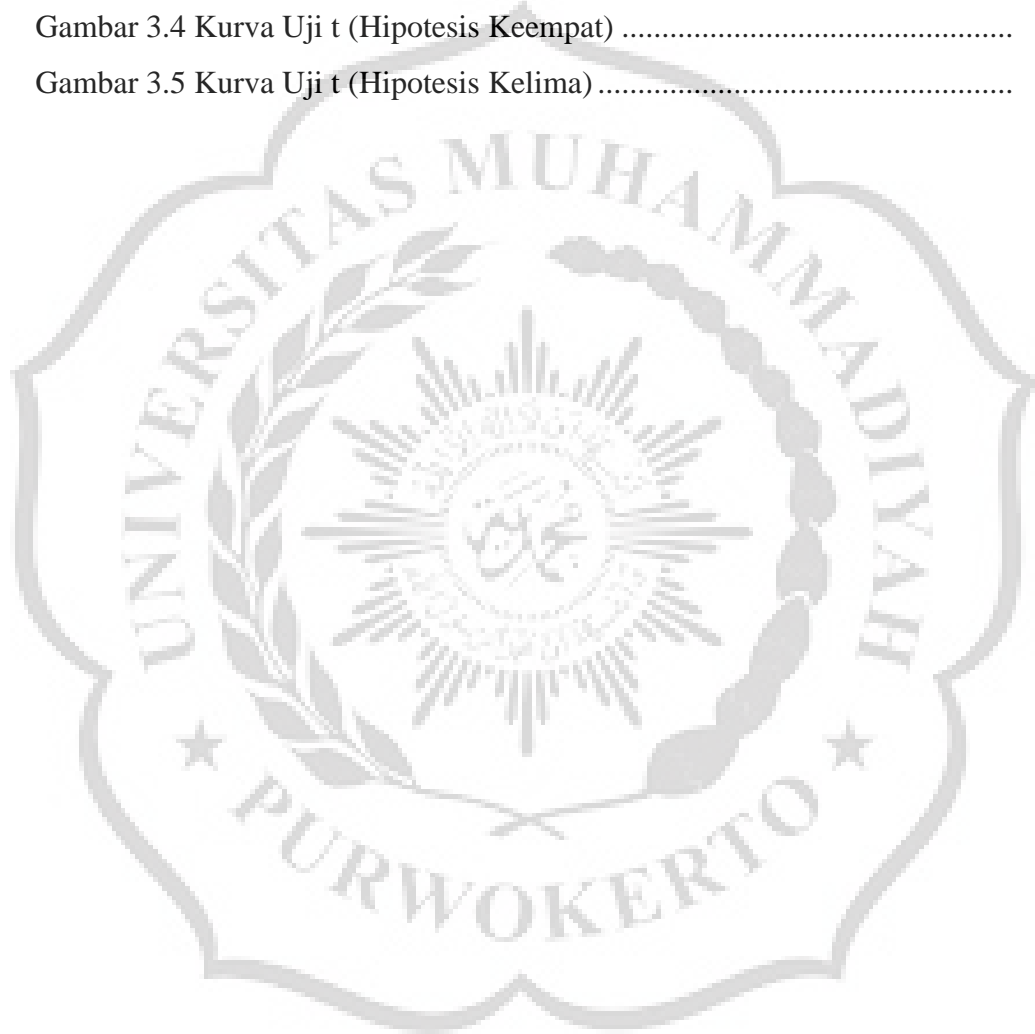 Gambar 3.4 Kurva Uji t (Hipotesis Keempat) .................................................
Gambar 3.5 Kurva Uji t (Hipotesis Kelima) ....................................................
UNIVERSITAS MUHAMMADIYAH
PURWOKERTO